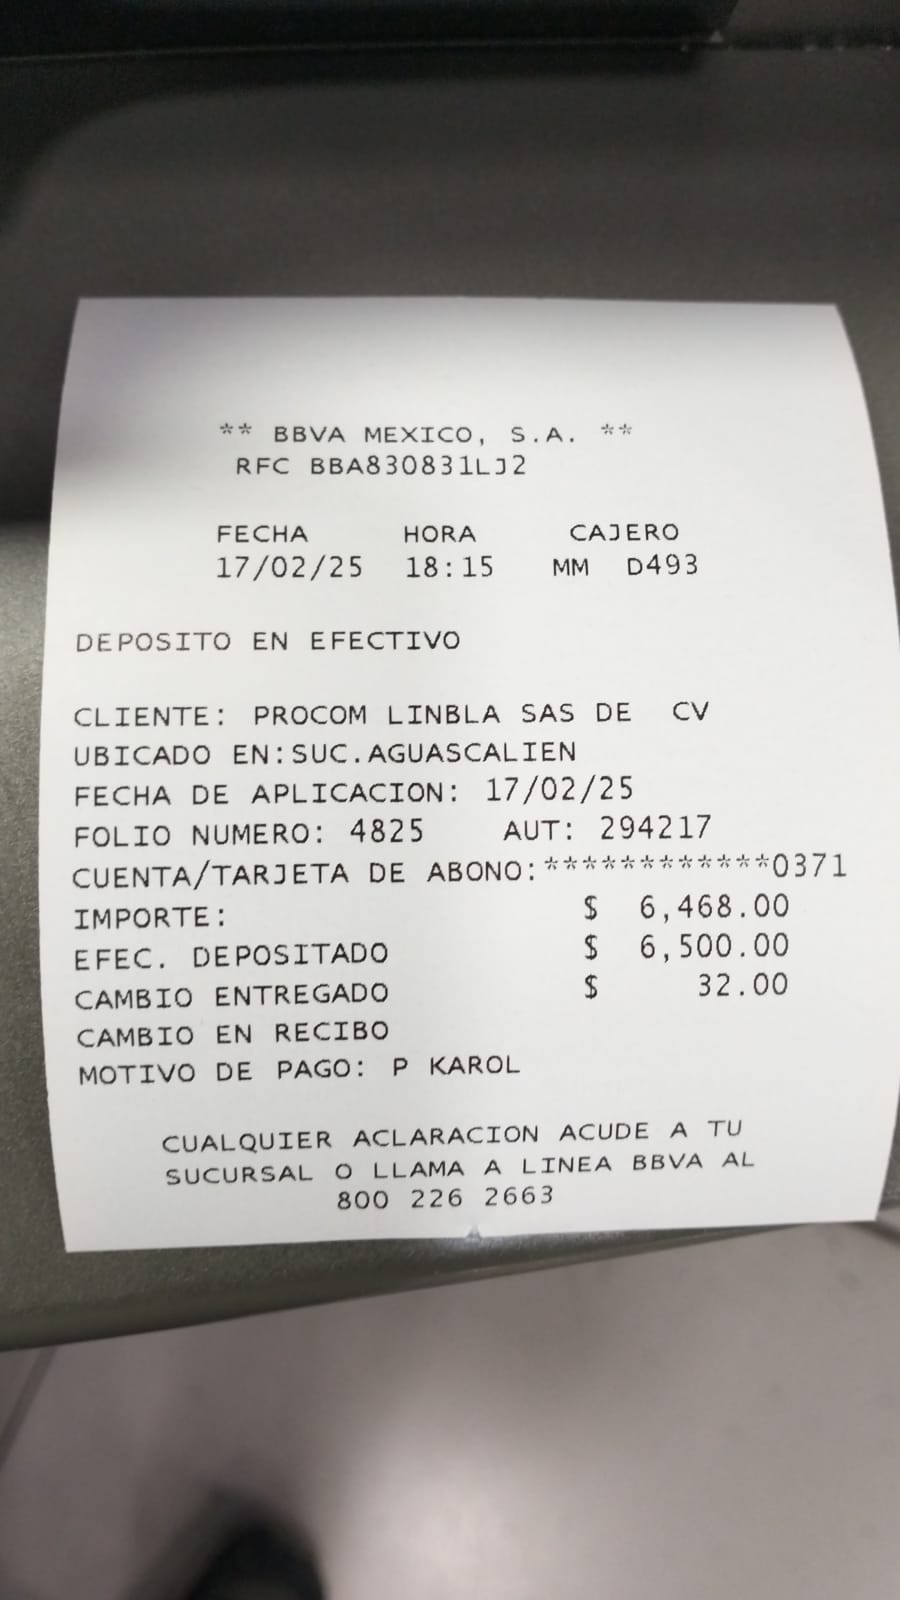 ** BBVA MEXICO, S.A. **
RFC BBA830831LJ2
FECHA HORA CAJERO
17/02/25 18:15 MM D493
DEPOSITO EN EFECTIVO
CLIENTE: PROCOM LINBLA SAS DE CV
UBICADO EN:SUC.AGUASCALIEN
FECHA DE APLICACION: 17/02/25
FOLIO NUMERO: 4825 AUT: 294217
CUENTA/TARJETA DE ABONO:************0371
IMPORTE: $ 6,468.00
EFEC. DEPOSITADO $ 6,500.00
CAMBIO ENTREGADO $ 32.00
CAMBIO EN RECIBO
MOTIVO DE PAGO: P KAROL
CUALQUIER ACLARACION ACUDE A TU
SUCURSAL O LLAMA A LINEA BBVA AL
800 226 2663